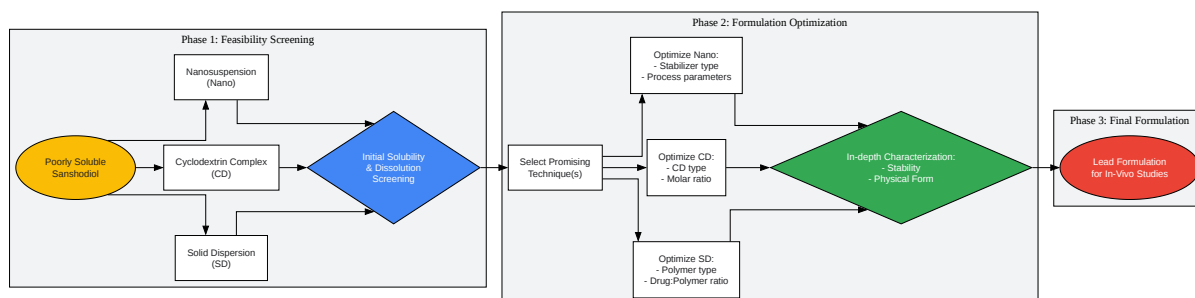 Phase 1: Feasibility Screening
Poorly Soluble
Sanshodiol
Nanosuspension
(Nano)
Cyclodextrin Complex
(CD)
Solid Dispersion
(SD)
Initial Solubility
& Dissolution
Screening
Phase 2: Formulation Optimization
Select Promising
Technique(s)
Optimize Nano:
- Stabilizer type
- Process parameters
Optimize CD:
- CD type
- Molar ratio
Optimize SD:
- Polymer type
- Drug:Polymer ratio
In-depth Characterization:
- Stability
- Physical Form
Phase 3: Final Formulation
Lead Formulation
for In-Vivo Studies